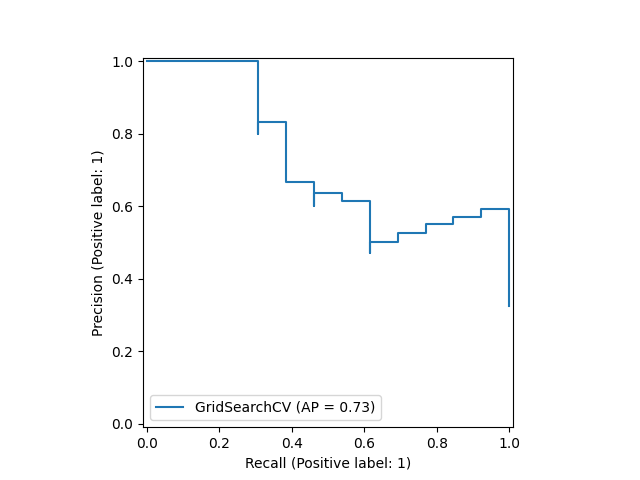 1.0
0.8
0.6
0.4
0.2
0.0
Precision (Positive label: 1)
GridSearchCV (AP = 0.73)
0.0 0.2 0.4 0.6 0.8 1.0
Recall (Positive label: 1)